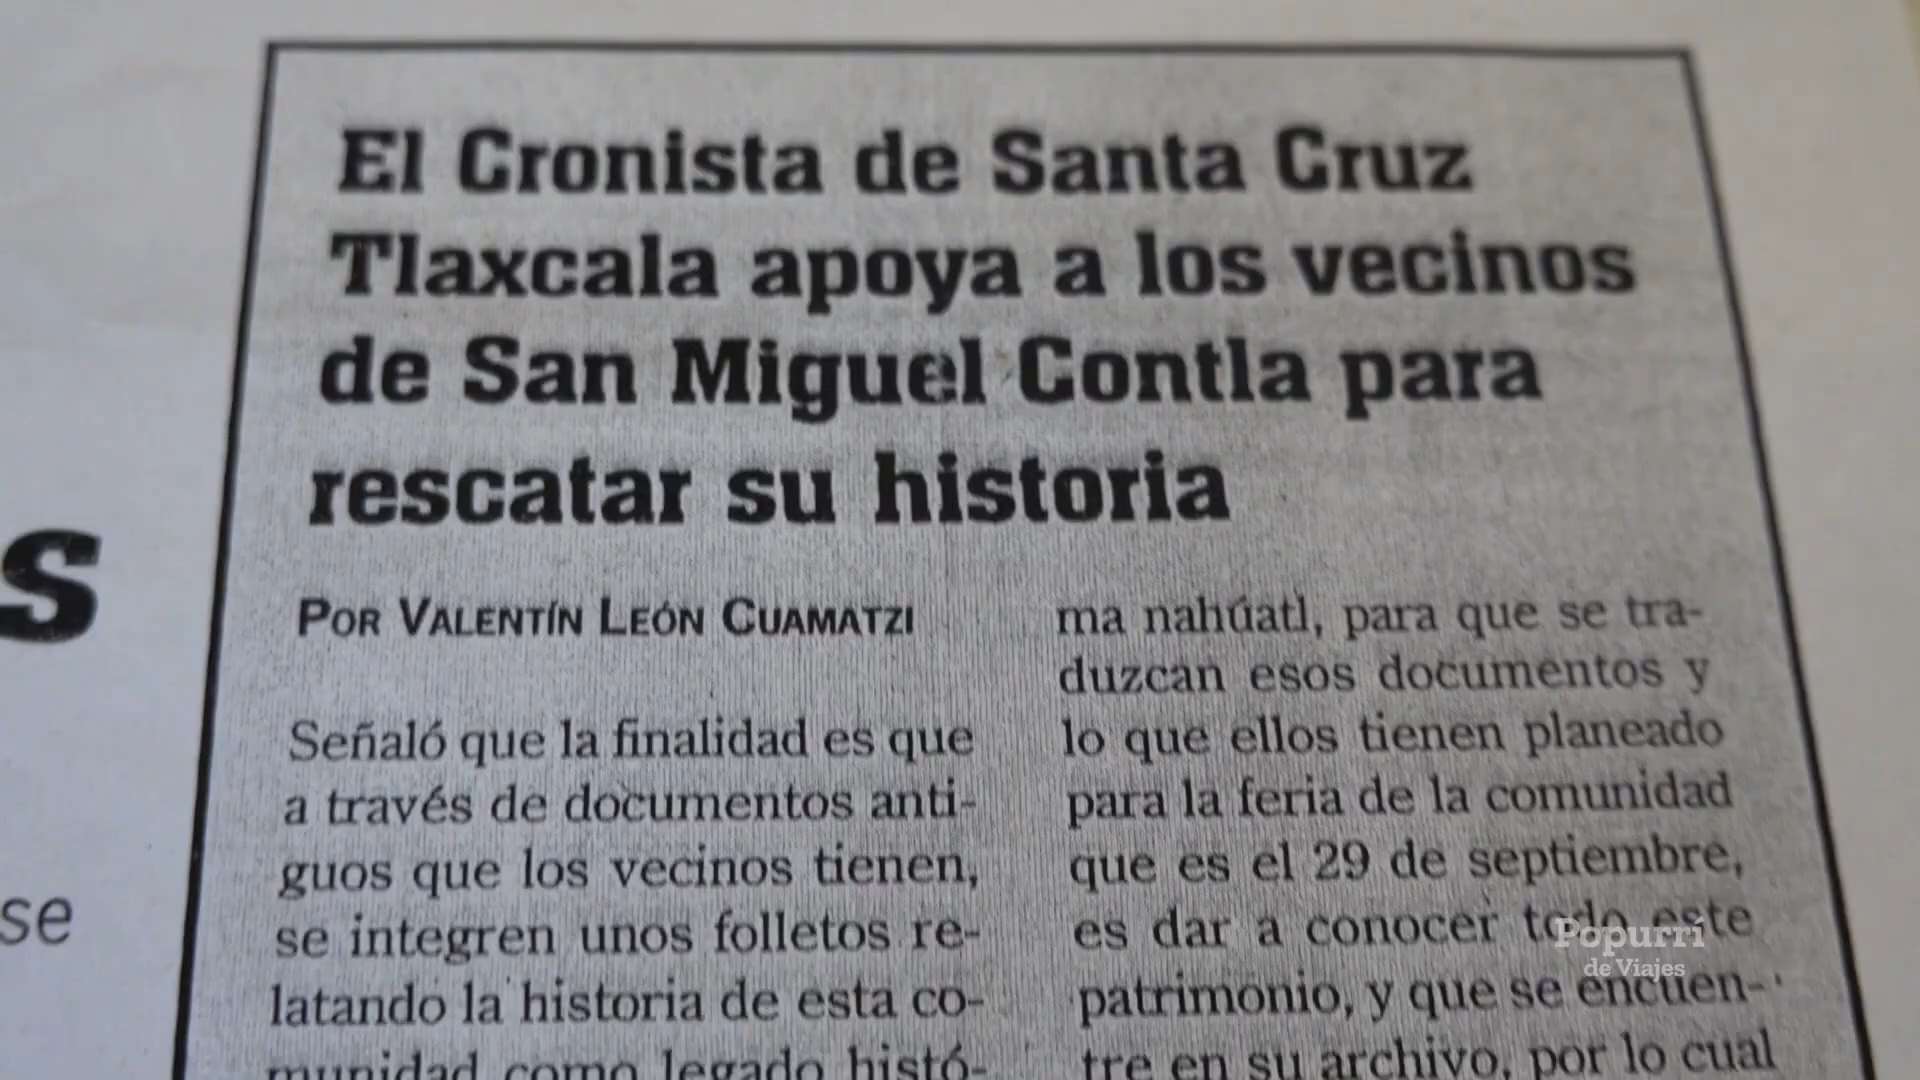 El Cronista de Santa Cruz
Tlaxcala apoya a los vecinos
de San Miguel Contla para
rescatar su historia
POR VALENTÍN LEÓN CUAMATZI
Señaló que la finalidad es que
a través de documentos anti-
guos que los vecinos tienen,
se integren unos folletos re-
latando la historia de esta co-
munidad como legado histó-
ma nahúatl, para que se tra-
duzcan esos documentos y
lo que ellos tienen planeado
para la feria de la comunidad
que es el 29 de septiembre,
es dar a conocer todo este
patrimonio, y que se encuen-
tre en su archivo, por lo cual
s
se
Popurrí
de Viajes